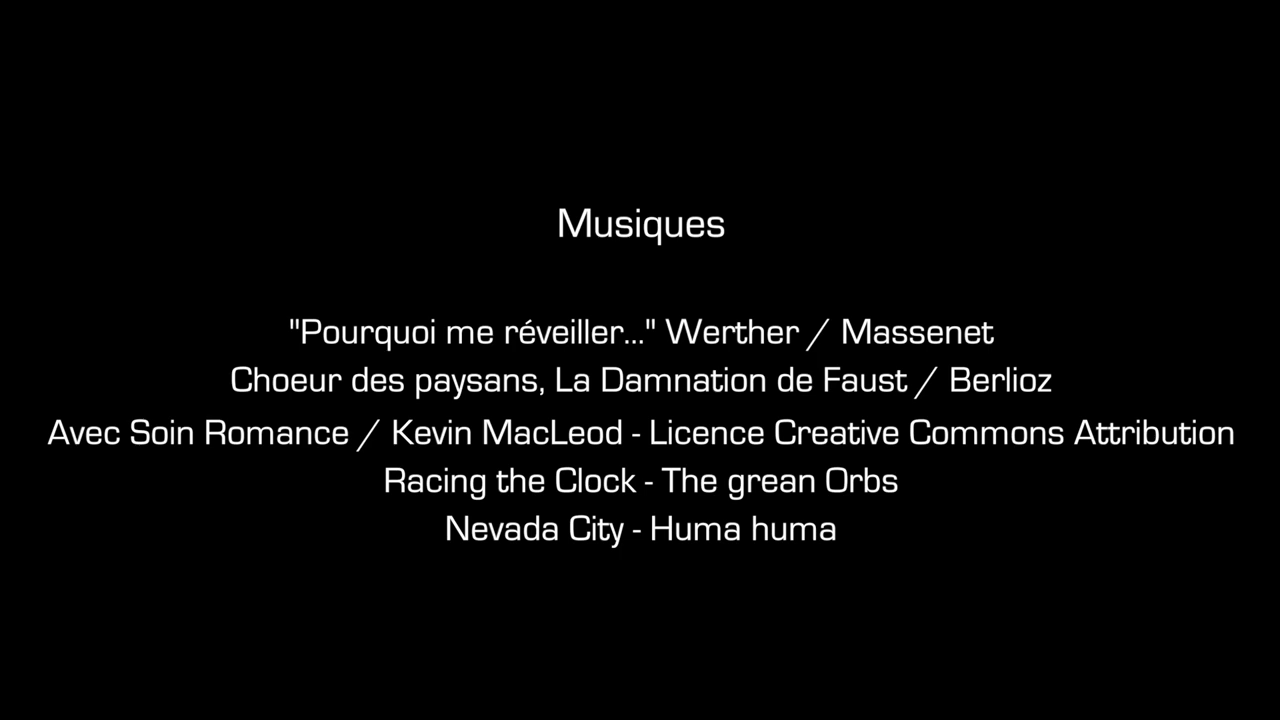 Musiques
"Pourquoi me réveiller..." Werther / Massenet
Choeur des paysans, La Damnation de Faust / Berlioz
Avec Soin Romance / Kevin MacLeod - Licence Creative Commons Attribution
Racing the Clock - The grean Orbs
Nevada City - Huma huma